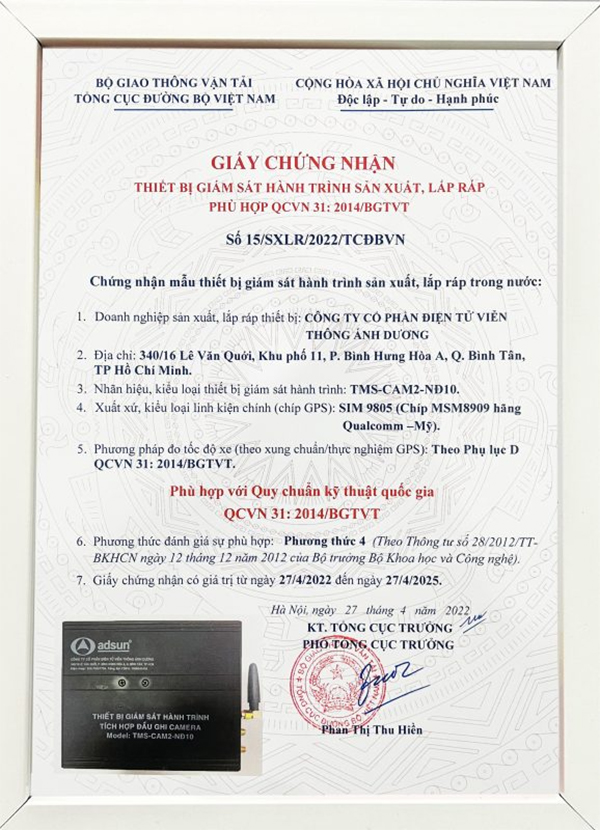 BỘ GIAO THÔNG VẬN TẢI
TỔNG CỤC ĐƯỜNG BỘ VIỆT NAM
CỘNG HÒA XÃ HỘI CHỦ NGHĨA VIỆT NAM
Độc lập - Tự do - Hạnh phúc
GIẤY CHỨNG NHẬN
THIẾT BỊ GIÁM SÁT HÀNH TRÌNH SẢN XUẤT, LẮP RÁP
PHÙ HỢP QCVN 31: 2014/BGTVT
Số 15/SXLR/2022/TCĐBVN
Chứng nhận mẫu thiết bị giám sát hành trình sản xuất, lắp ráp trong nước:
1. Doanh nghiệp sản xuất, lắp ráp thiết bị: CÔNG TY CỔ PHẦN ĐIỆN TỬ VIỄN
THÔNG ÁNH DƯƠNG
2. Địa chỉ: 340/16 Lê Văn Quới, Khu phố 11, P. Bình Hưng Hòa A, Q. Bình Tân,
TP Hồ Chí Minh.
3. Nhãn hiệu, kiểu loại thiết bị giám sát hành trình: TMS-CAM2-NĐ10.
4. Xuất xứ, kiểu loại linh kiện chính (chíp GPS): SIM 9805 (Chíp MSM8909 hãng
Qualcomm –Mỹ).
5. Phương pháp đo tốc độ xe (theo xung chuẩn/thực nghiệm GPS): Theo Phụ lục D
QCVN 31: 2014/BGTVT.
Phù hợp với Quy chuẩn kỹ thuật quốc gia
QCVN 31: 2014/BGTVT
6. Phương thức đánh giá sự phù hợp: Phương thức 4 (Theo Thông tư số 28/2012/TT-
BKHCN ngày 12 tháng 12 năm 2012 của Bộ trưởng Bộ Khoa học và Công nghệ).
7. Giấy chứng nhận có giá trị từ ngày 27/4/2022 đến ngày 27/4/2025.
Hà Nội, ngày 27 tháng 4 năm 2022
KT. TỔNG CỤC TRƯỞNG
PHÓ TỔNG CỤC TRƯỞNG
Phan Thị Thu Hiền
adsun
THIẾT BỊ GIÁM SÁT HÀNH TRÌNH
TÍCH HỢP ĐẦU GHI CAMERA
Model: TMS-CAM2-NĐ10